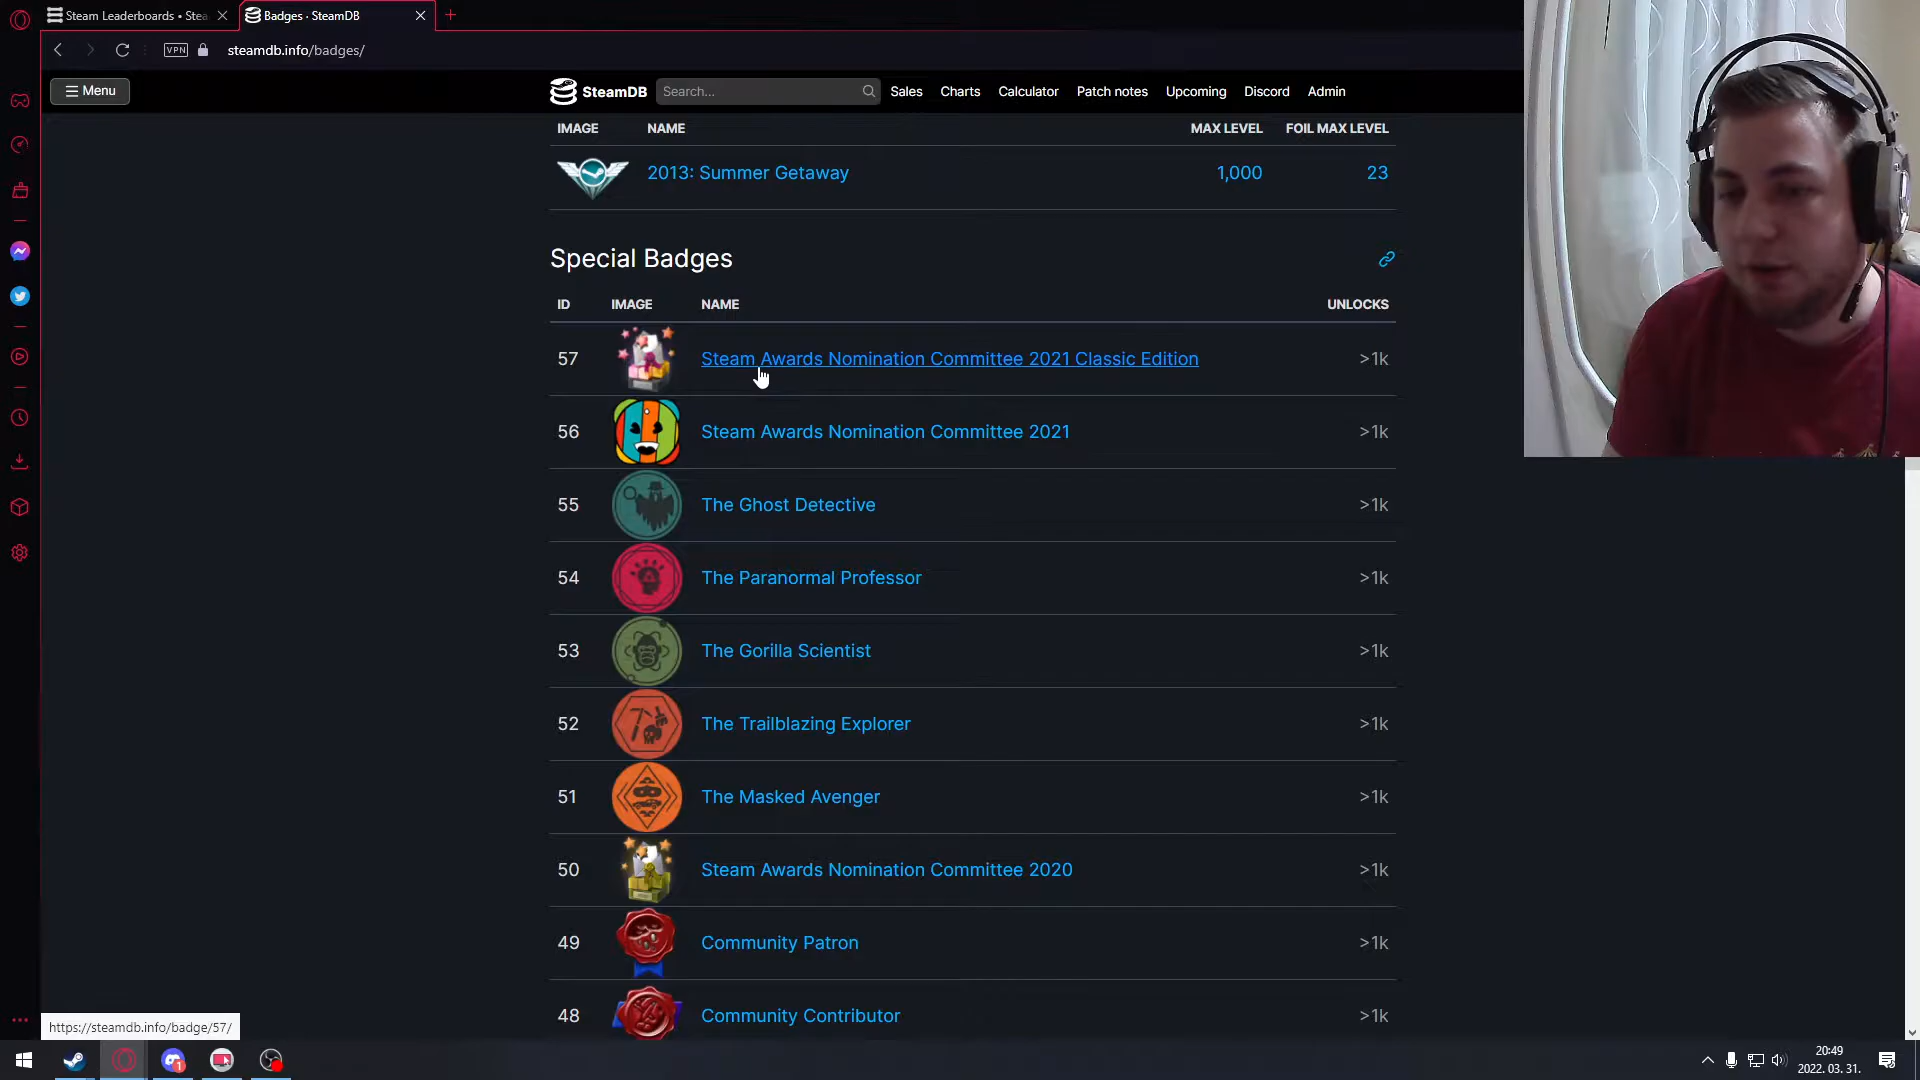 Steam Leaderboards • Stea
Badges · SteamDB
VPN
steamdb.info/badges/
Menu
SteamDB
Search...
Sales
Charts
Calculator
Patch notes
Upcoming
Discord
Admin
IMAGE NAME MAX LEVEL FOIL MAX LEVEL
2013: Summer Getaway 1,000 23
Special Badges
ID IMAGE NAME UNLOCKS
57 Steam Awards Nomination Committee 2021 Classic Edition >1k
56 Steam Awards Nomination Committee 2021 >1k
55 The Ghost Detective >1k
54 The Paranormal Professor >1k
53 The Gorilla Scientist >1k
52 The Trailblazing Explorer >1k
51 The Masked Avenger >1k
50 Steam Awards Nomination Committee 2020 >1k
49 Community Patron >1k
48 Community Contributor >1k
https://steamdb.info/badge/57/
1
20:49
2022. 03. 31.